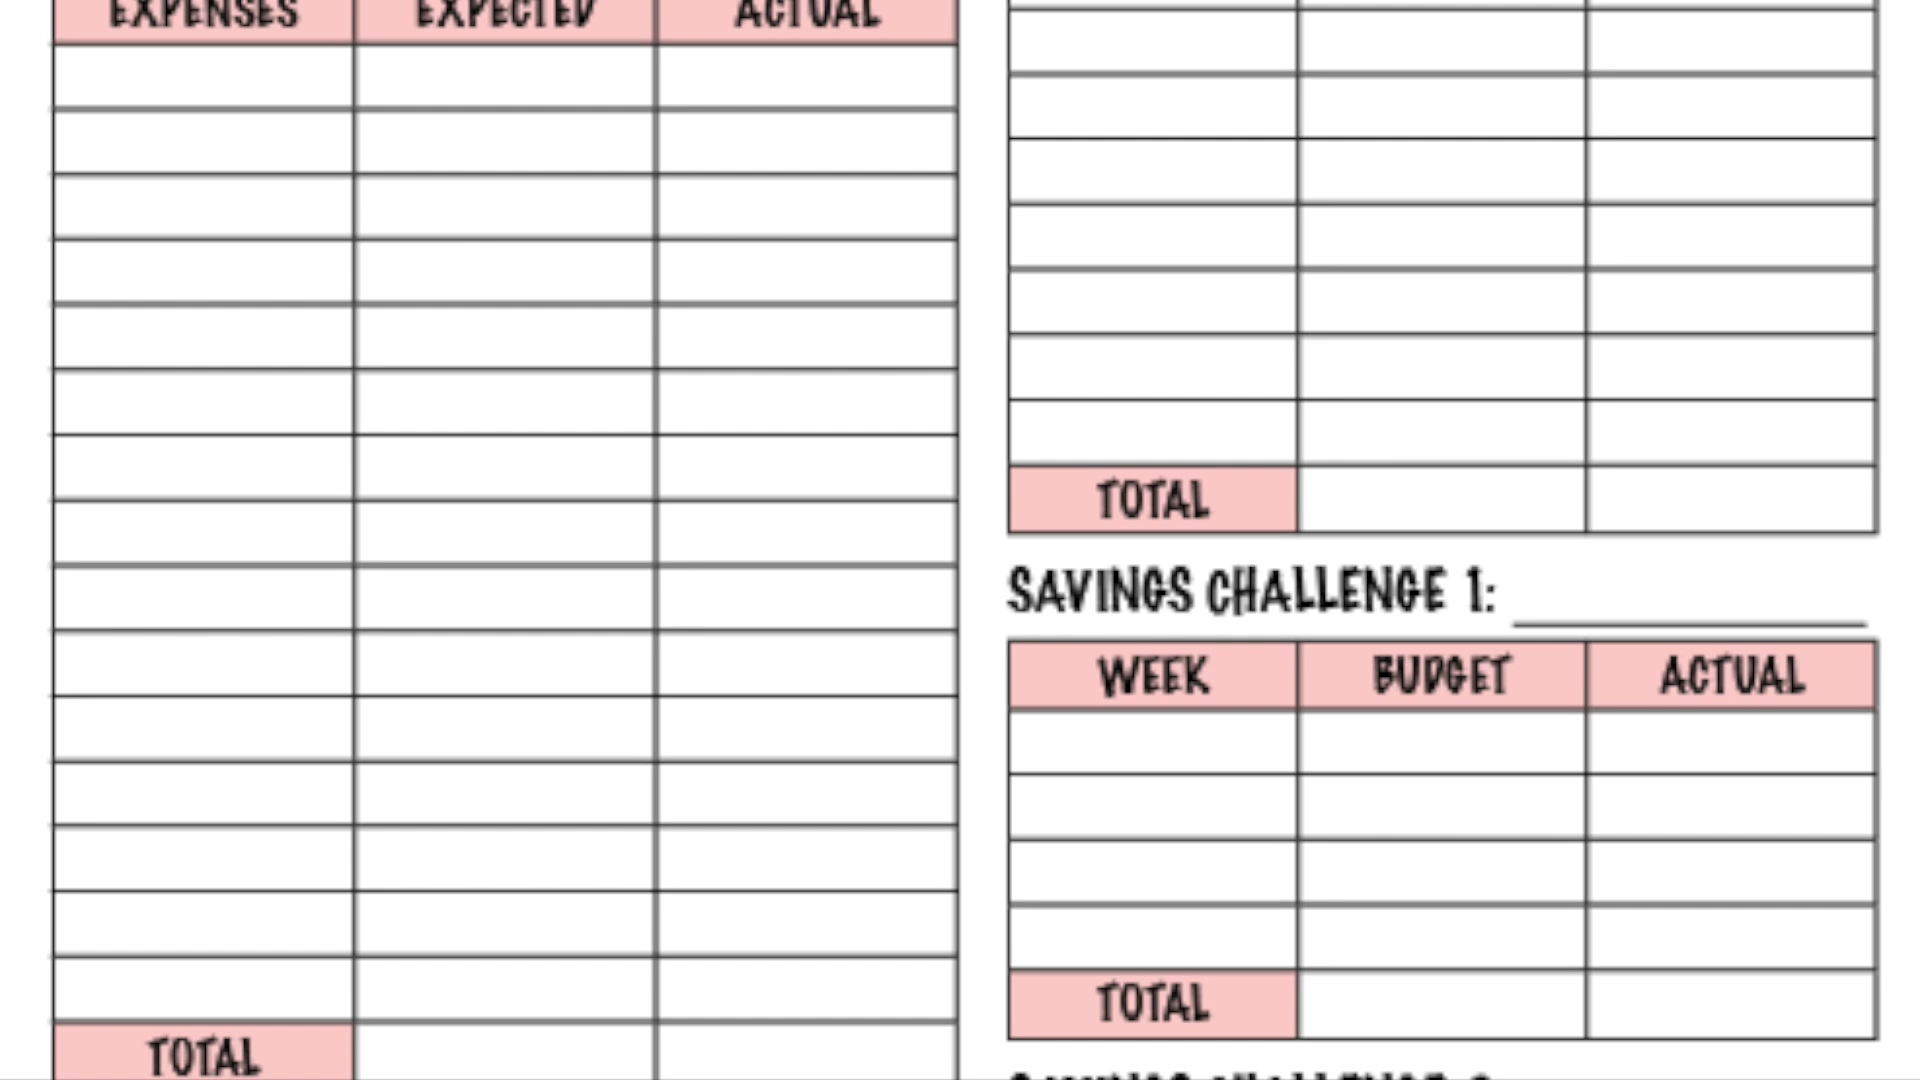 EXPENSES EXPECTED ACTUAL
TOTAL
TOTAL
SAVINGS CHALLENGE 1:
WEEK BUDGET ACTUAL
TOTAL